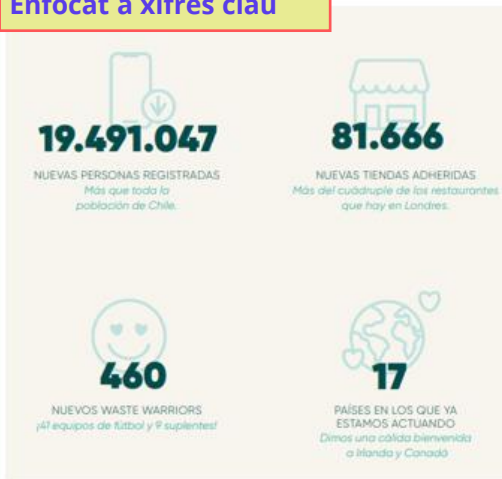 Enfocat a xifres clau
19.491.047
NUEVAS PERSONAS REGISTRADAS
Más que toda la
población de Chile.
81.666
NUEVAS TIENDAS ADHERIDAS
Más del cuádruple de los restaurantes
que hay en Londres.
460
NUEVOS WASTE WARRIORS
¡41 equipos de fútbol y 9 suplentes!
17
PAÍSES EN LOS QUE YA
ESTAMOS ACTUANDO
Dimos una cálida bienvenida
a Irlanda y Canadá